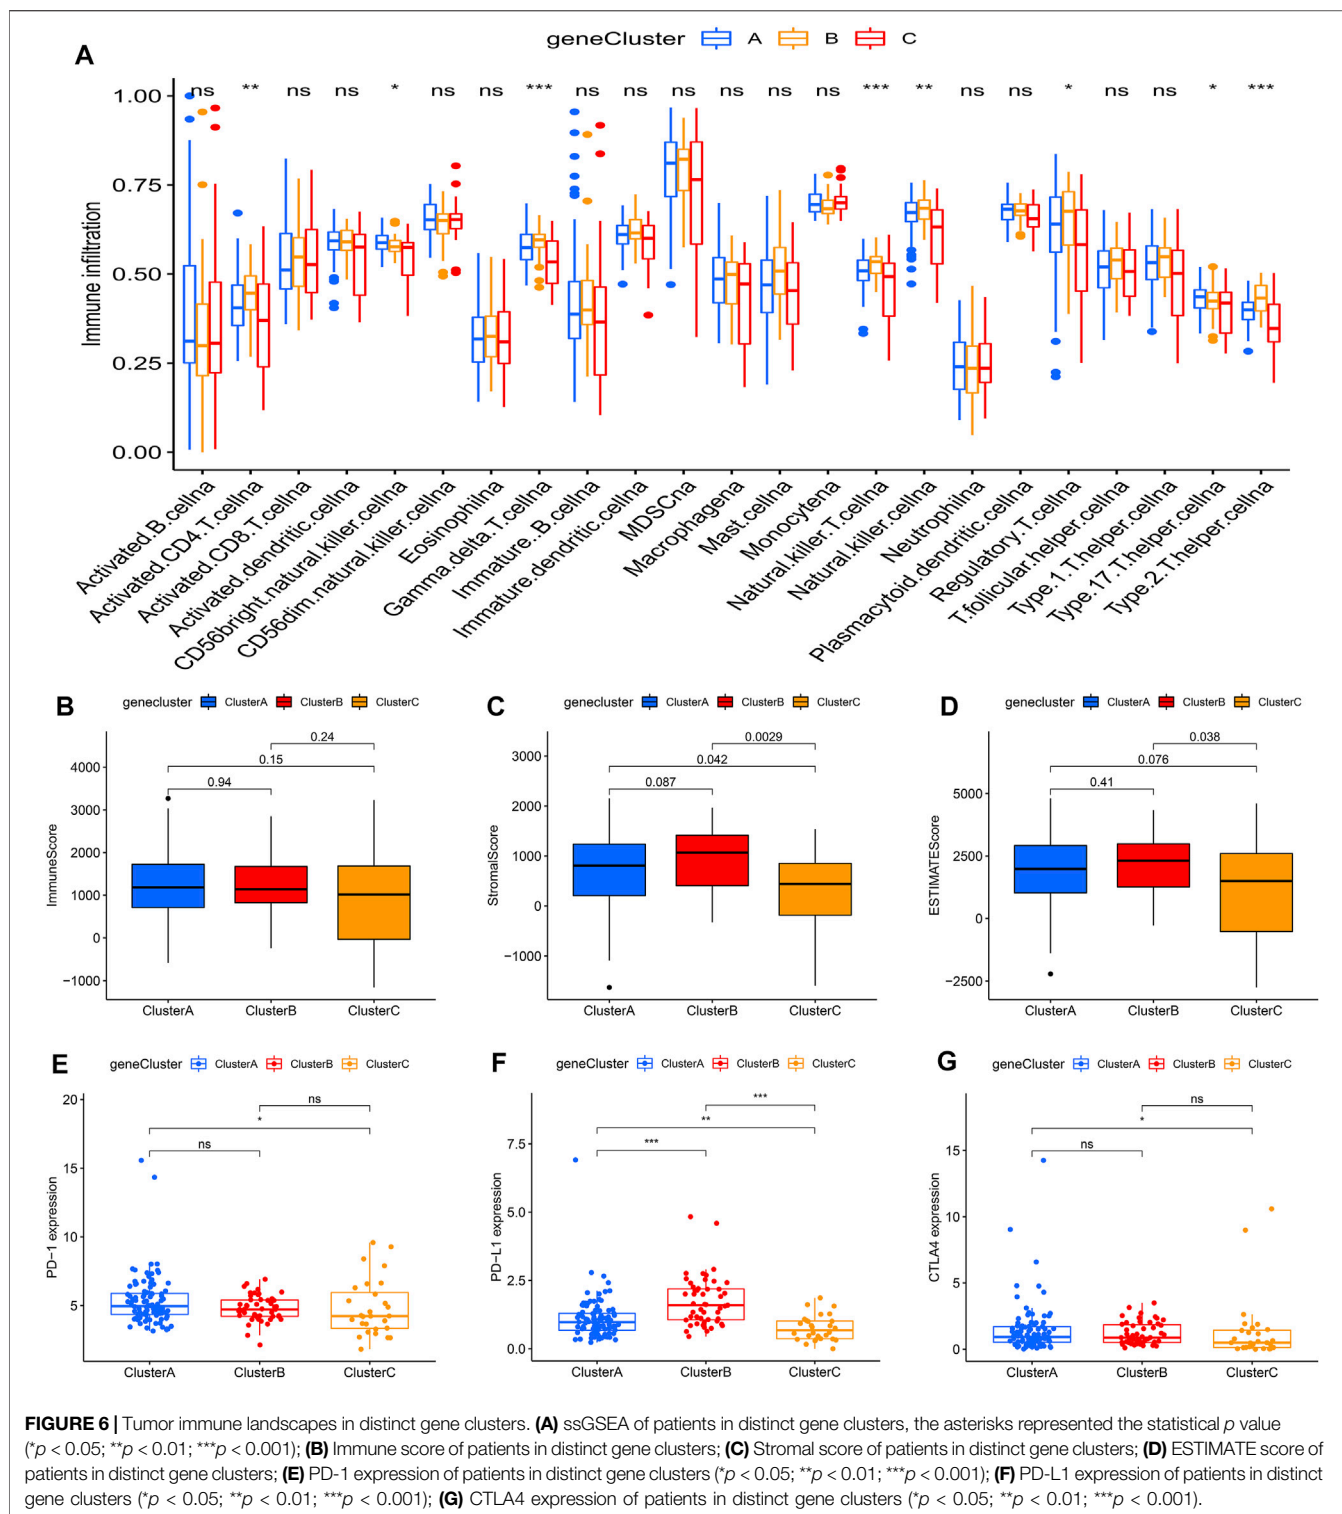 A
geneCluster A B C
ns ** ns ns * ns ns *** ns ns ns ns ns ns *** ** ns ns * ns ns * ***
Immune infiltration
1.00
0.75
0.50
0.25
0.00
Activated.B.cellna
Activated.CD4.T.cellna
Activated.CD8.T.cellna
Activated.dendritic.cellna
CD56bright.natural.killer.cellna
CD56dim.natural.killer.cellna
Eosinophilna
Gamma.delta.T.cellna
Immature.B.cellna
Immature.dendritic.cellna
MDSCna
Macrophagena
Mast.cellna
Monocytena
Natural.killer.T.cellna
Natural.killer.cellna
Neutrophilna
Plasmacytoid.dendritic.cellna
Regulatory.T.cellna
T.follicular.helper.cellna
Type.1.T.helper.cellna
Type.17.T.helper.cellna
Type.2.T.helper.cellna
B
genecluster ClusterA ClusterB ClusterC
0.24
0.15
0.94
ImmuneScore
4000
3000
2000
1000
0
−1000
ClusterA ClusterB ClusterC
C
genecluster ClusterA ClusterB ClusterC
0.0029
0.042
0.087
StromalScore
3000
2000
1000
0
−1000
ClusterA ClusterB ClusterC
D
genecluster ClusterA ClusterB ClusterC
0.038
0.076
0.41
ESTIMATEScore
5000
2500
0
−2500
ClusterA ClusterB ClusterC
E
geneCluster ClusterA ClusterB ClusterC
ns
*
ns
PD−1 expression
20
15
10
5
ClusterA ClusterB ClusterC
F
geneCluster ClusterA ClusterB ClusterC
***
**
***
PD−L1 expression
7.5
5.0
2.5
0.0
ClusterA ClusterB ClusterC
G
geneCluster ClusterA ClusterB ClusterC
ns
*
ns
CTLA4 expression
15
10
5
0
ClusterA ClusterB ClusterC
FIGURE 6 | Tumor immune landscapes in distinct gene clusters. (A) ssGSEA of patients in distinct gene clusters, the asterisks represented the statistical p value
(*p < 0.05; **p < 0.01; ***p < 0.001); (B) Immune score of patients in distinct gene clusters; (C) Stromal score of patients in distinct gene clusters; (D) ESTIMATE score of
patients in distinct gene clusters; (E) PD-1 expression of patients in distinct gene clusters (*p < 0.05; **p < 0.01; ***p < 0.001); (F) PD-L1 expression of patients in distinct
gene clusters (*p < 0.05; **p < 0.01; ***p < 0.001); (G) CTLA4 expression of patients in distinct gene clusters (*p < 0.05; **p < 0.01; ***p < 0.001).